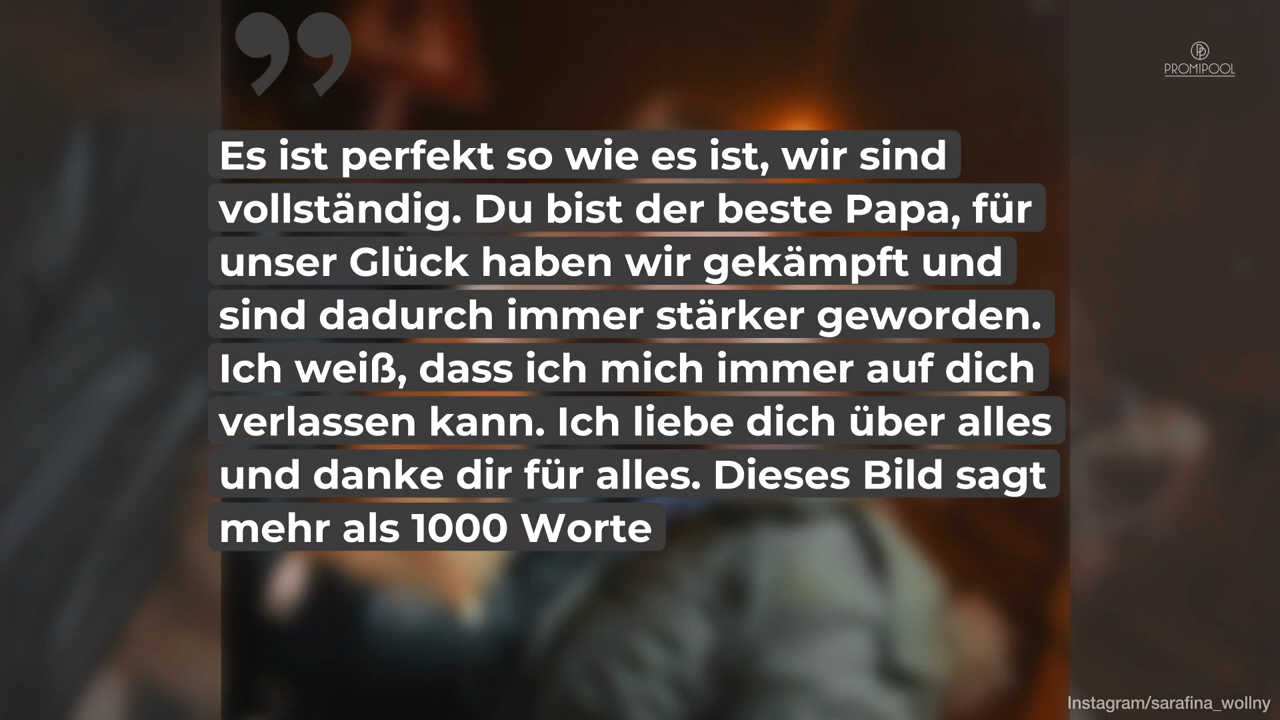 ”
PROMIPOOL
Es ist perfekt so wie es ist, wir sind
vollständig. Du bist der beste Papa, für
unser Glück haben wir gekämpft und
sind dadurch immer stärker geworden.
Ich weiß, dass ich mich immer auf dich
verlassen kann. Ich liebe dich über alles
und danke dir für alles. Dieses Bild sagt
mehr als 1000 Worte
Instagram/sarafina_wollny